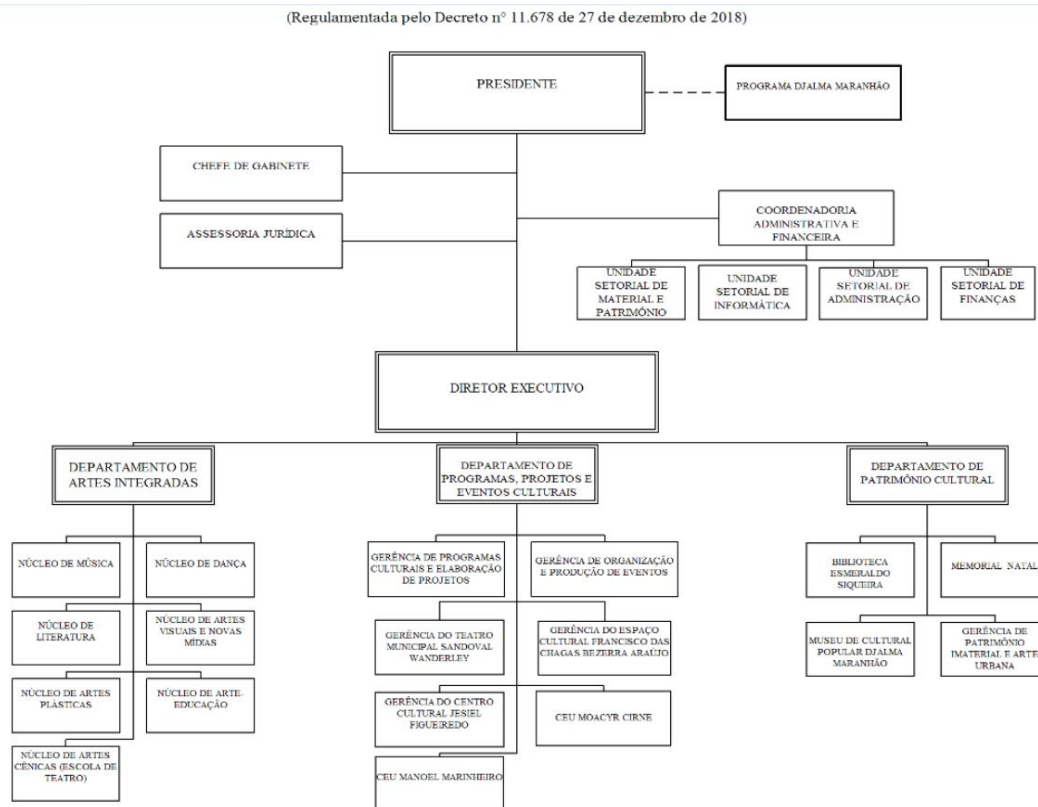 (Regulamentada pelo Decreto n° 11.678 de 27 de dezembro de 2018)
PRESIDENTE
PROGRAMA DJALMA MARANHÃO
CHEFE DE GABINETE
ASSESSORIA JURÍDICA
COORDENADORIA
ADMINISTRATIVA E
FINANCEIRA
UNIDADE
SETORIAL DE
MATERIAL E
PATRIMÔNIO
UNIDADE
SETORIAL DE
INFORMÁTICA
UNIDADE
SETORIAL DE
ADMINISTRAÇÃO
UNIDADE
SETORIAL DE
FINANÇAS
DIRETOR EXECUTIVO
DEPARTAMENTO DE
ARTES INTEGRADAS
DEPARTAMENTO DE
PROGRAMAS, PROJETOS E
EVENTOS CULTURAIS
DEPARTAMENTO DE
PATRIMÔNIO CULTURAL
NÚCLEO DE MÚSICA
NÚCLEO DE DANÇA
NÚCLEO DE
LITERATURA
NÚCLEO DE ARTES
VISUAIS E NOVAS
MÍDIAS
NÚCLEO DE ARTES
PLÁSTICAS
NÚCLEO DE ARTE-
EDUCAÇÃO
NÚCLEO DE ARTES
CÊNICAS (ESCOLA DE
TEATRO)
GERÊNCIA DE PROGRAMAS
CULTURAIS E ELABORAÇÃO
DE PROJETOS
GERÊNCIA DE ORGANIZAÇÃO
E PRODUÇÃO DE EVENTOS
GERÊNCIA DO TEATRO
MUNICIPAL SANDOVAL
WANDERLEY
GERÊNCIA DO ESPAÇO
CULTURAL FRANCISCO DAS
CHAGAS BEZERRA ARAÚJO
GERÊNCIA DO CENTRO
CULTURAL JESIEL
FIGUEIREDO
CEU MOACYR CIRNE
CEU MANOEL MARINHEIRO
BIBLIOTECA
ESMERALDO
SIQUEIRA
MEMORIAL NATAL
MUSEU DE CULTURAL
POPULAR DJALMA
MARANHÃO
GERÊNCIA DE
PATRIMÔNIO
IMATERIAL E ARTE
URBANA